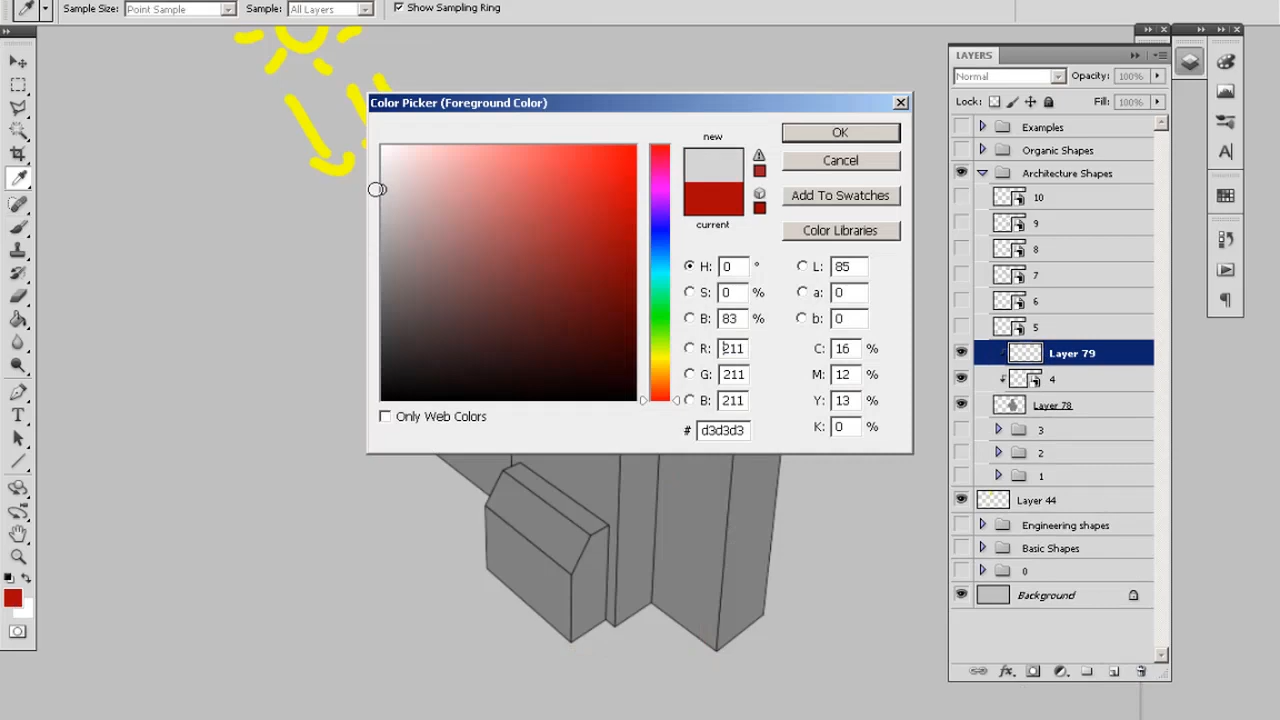 Sample Size: Point Sample Sample: All Layers Show Sampling Ring
LAYERS
Normal Opacity: 100%
Lock: Fill: 100%
Examples
Organic Shapes
Architecture Shapes
10
9
8
7
6
5
Layer 79
4
Layer 78
3
2
1
Layer 44
Engineering shapes
Basic Shapes
0
Background
Color Picker (Foreground Color)
new
current
OK
Cancel
Add To Swatches
Color Libraries
H: 0 °
S: 0 %
B: 83 %
R: 211
G: 211
B: 211
# d3d3d3
L: 85
a: 0
b: 0
C: 16 %
M: 12 %
Y: 13 %
K: 0 %
Only Web Colors